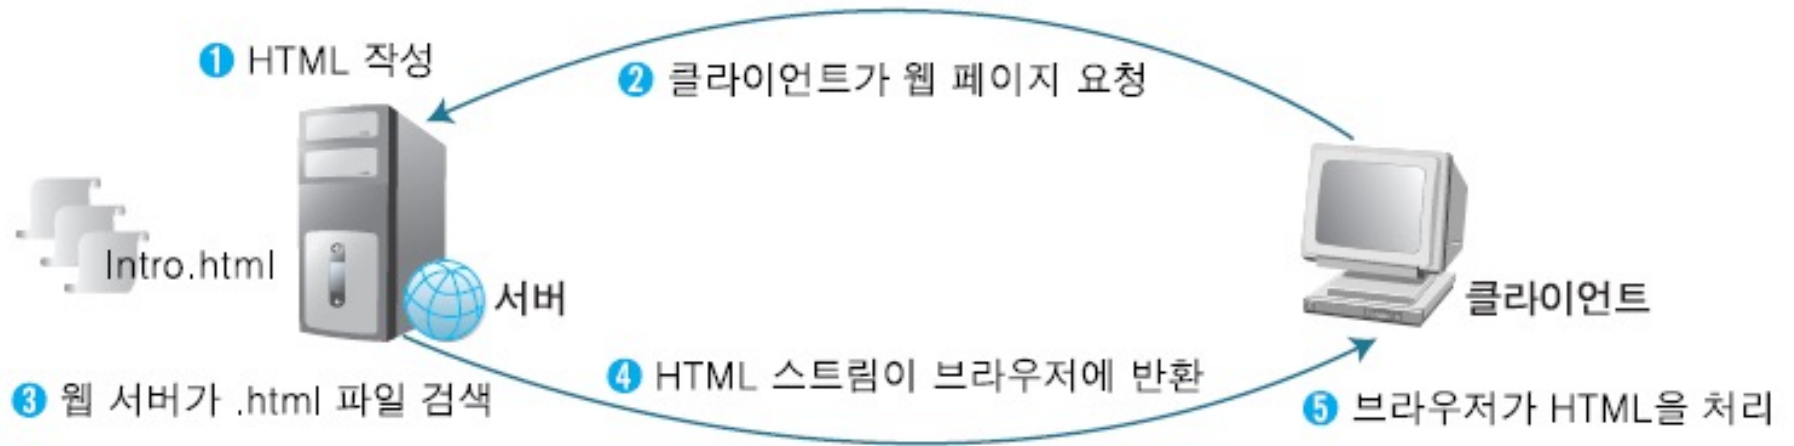 ❶ HTML 작성
❷ 클라이언트가 웹 페이지 요청
Intro.html
서버
클라이언트
❸ 웹 서버가 .html 파일 검색
❹ HTML 스트림이 브라우저에 반환
❺ 브라우저가 HTML을 처리